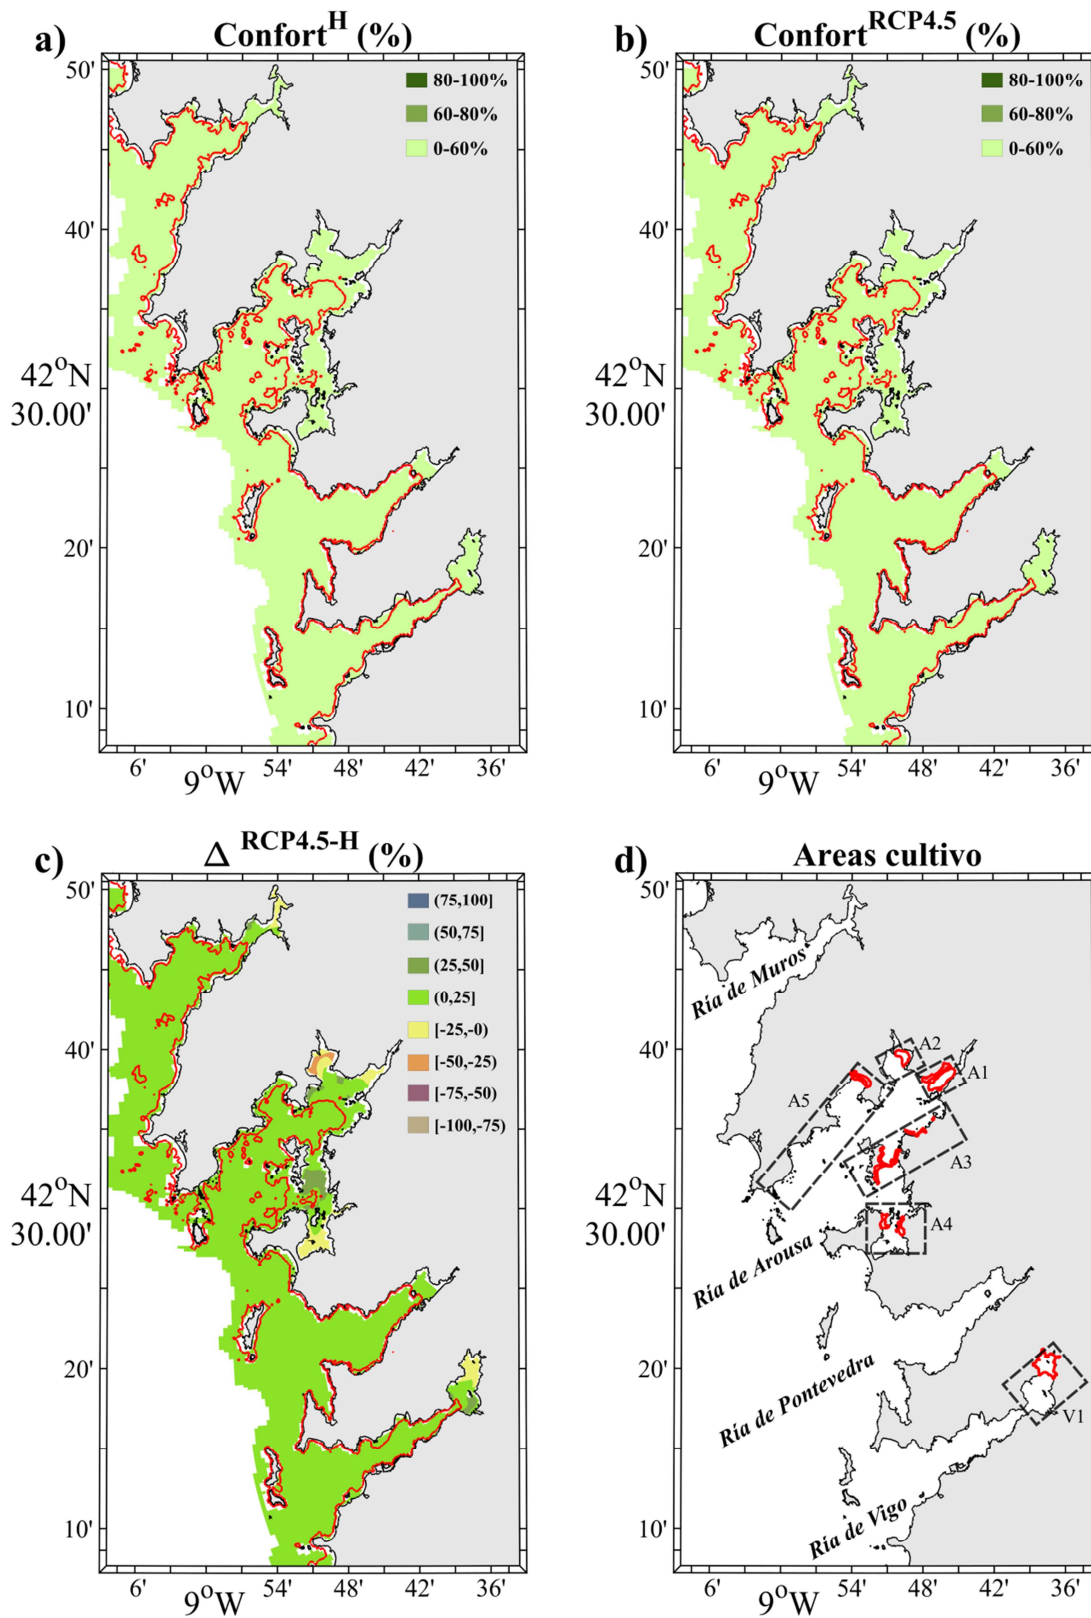 a) Confort^H (%)
80-100%
60-80%
0-60%
50'
40'
42°N
30.00'
20'
10'
6' 9°W 54' 48' 42' 36'
b) Confort^RCP4.5 (%)
80-100%
60-80%
0-60%
50'
40'
42°N
30.00'
20'
10'
6' 9°W 54' 48' 42' 36'
c) Δ RCP4.5-H (%)
(75,100]
(50,75]
(25,50]
(0,25]
[-25,-0)
[-50,-25)
[-75,-50)
[-100,-75)
50'
40'
42°N
30.00'
20'
10'
6' 9°W 54' 48' 42' 36'
d) Areas cultivo
50'
Ría de Muros
40'
A2
A1
A5
A3
42°N
30.00'
A4
Ría de Arousa
20'
Ría de Pontevedra
V1
10'
Ría de Vigo
6' 9°W 54' 48' 42' 36'